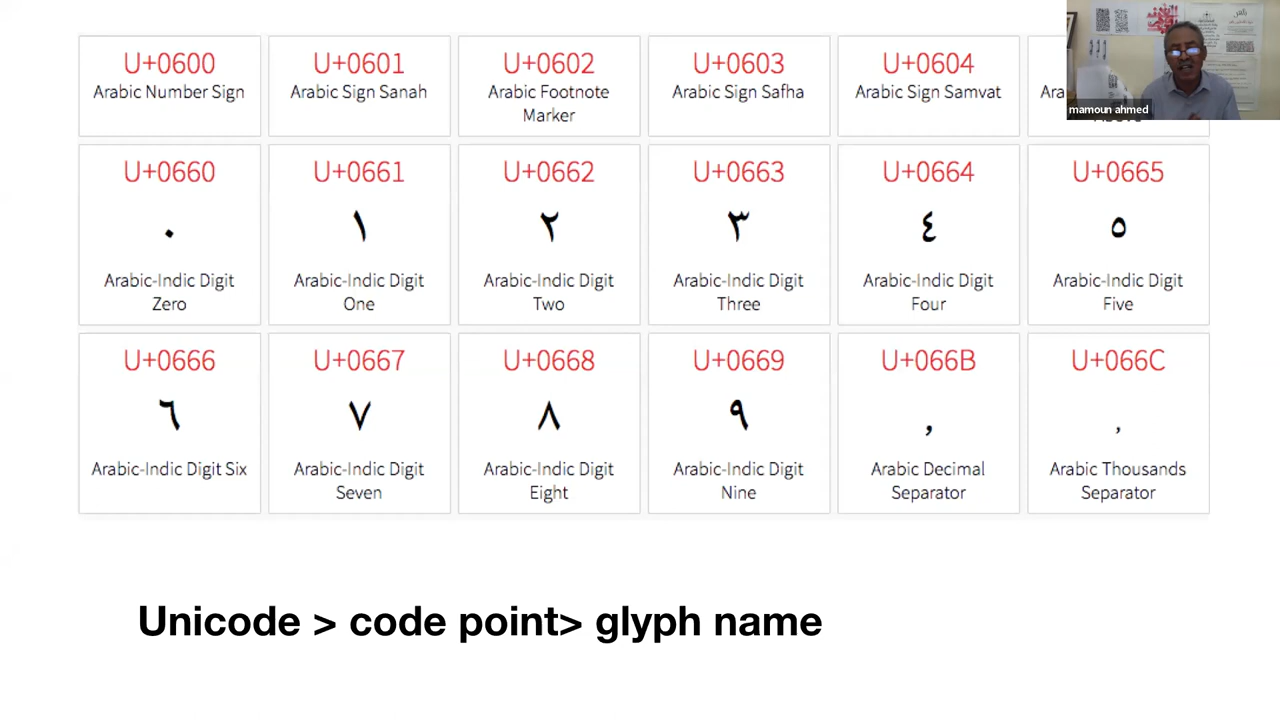 U+0600
Arabic Number Sign
U+0601
Arabic Sign Sanah
U+0602
Arabic Footnote
Marker
U+0603
Arabic Sign Safha
U+0604
Arabic Sign Samvat
mamoun ahmed
U+0660
٠
Arabic-Indic Digit
Zero
U+0661
١
Arabic-Indic Digit
One
U+0662
٢
Arabic-Indic Digit
Two
U+0663
٣
Arabic-Indic Digit
Three
U+0664
٤
Arabic-Indic Digit
Four
U+0665
٥
Arabic-Indic Digit
Five
U+0666
٦
Arabic-Indic Digit Six
U+0667
٧
Arabic-Indic Digit
Seven
U+0668
٨
Arabic-Indic Digit
Eight
U+0669
٩
Arabic-Indic Digit
Nine
U+066B
٫
Arabic Decimal
Separator
U+066C
٬
Arabic Thousands
Separator
Unicode > code point> glyph name